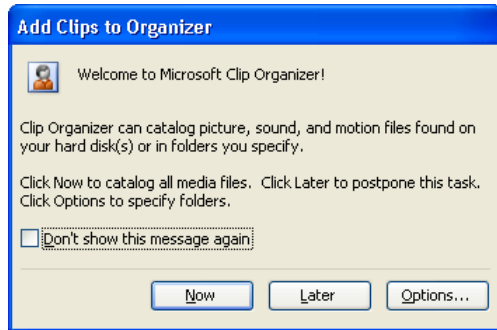 Add Clips to Organizer
Welcome to Microsoft Clip Organizer!
Clip Organizer can catalog picture, sound, and motion files found on
your hard disk(s) or in folders you specify.
Click Now to catalog all media files.  Click Later to postpone this task.
Click Options to specify folders.
Don't show this message again
Now
Later
Options...